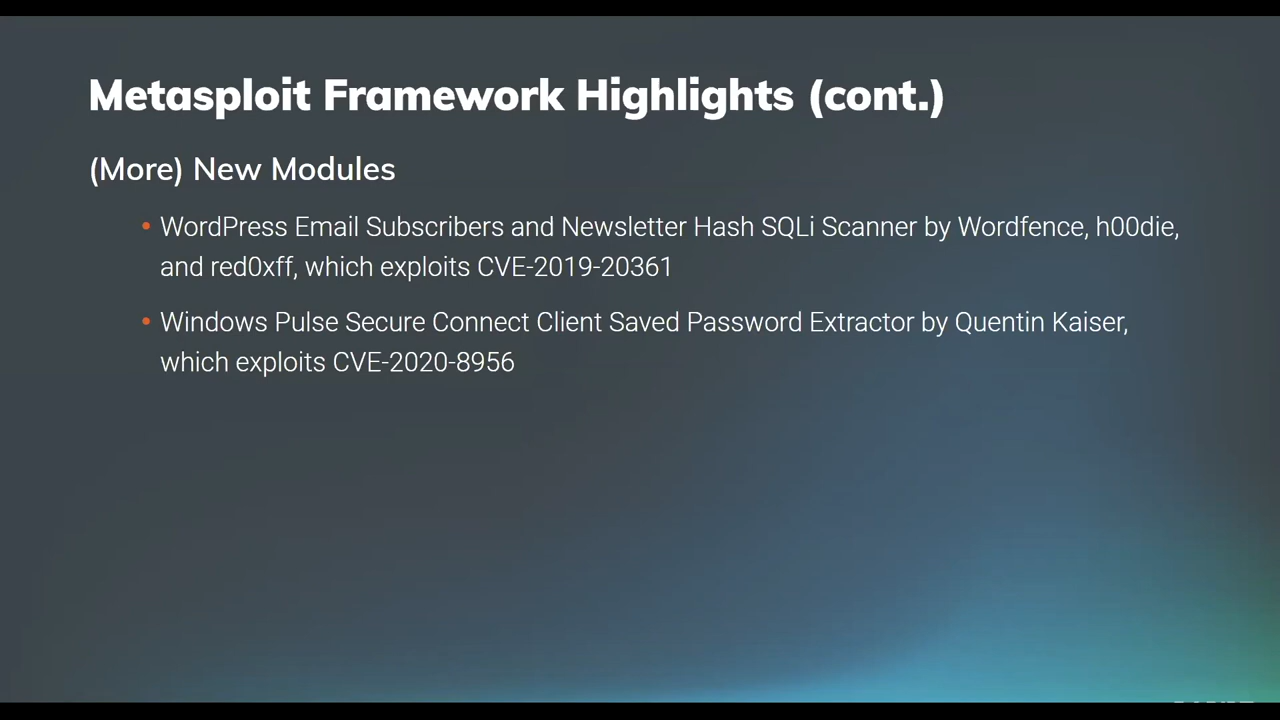 Metasploit Framework Highlights (cont.)
(More) New Modules
• WordPress Email Subscribers and Newsletter Hash SQLi Scanner by Wordfence, h00die,
and red0xff, which exploits CVE-2019-20361
• Windows Pulse Secure Connect Client Saved Password Extractor by Quentin Kaiser,
which exploits CVE-2020-8956